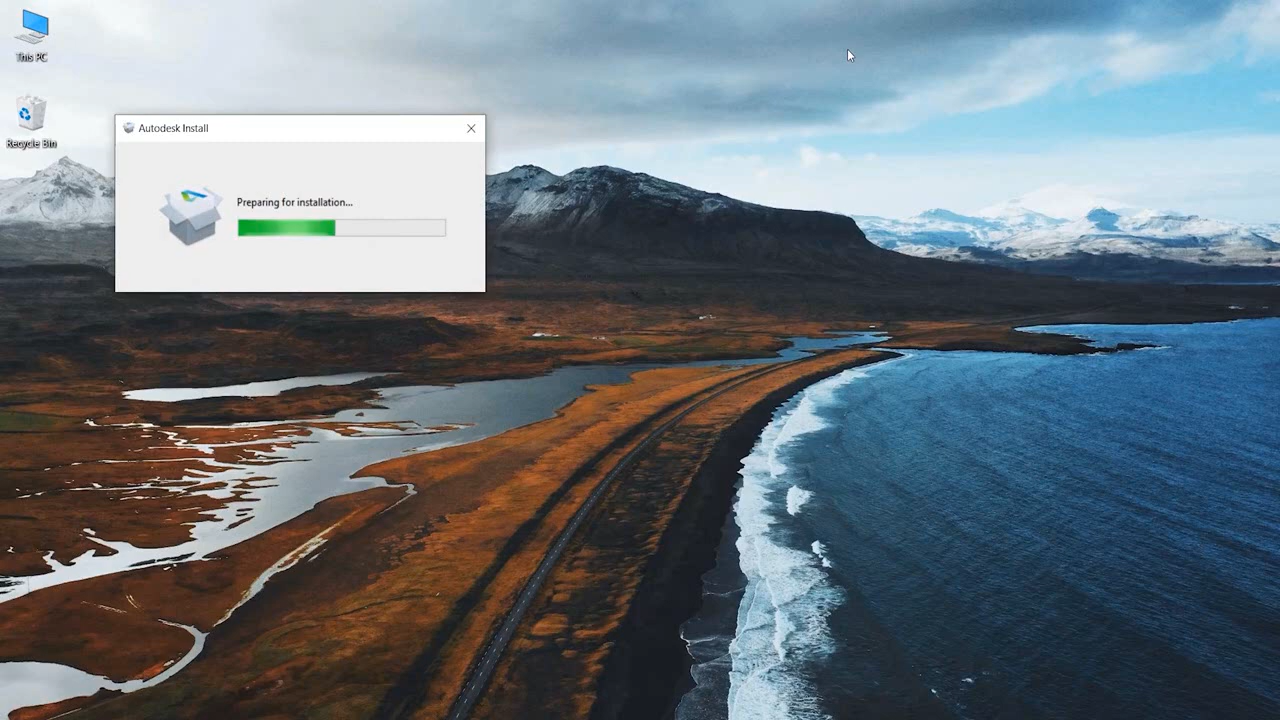 This PC
Recycle Bin
Autodesk Install
Preparing for installation...